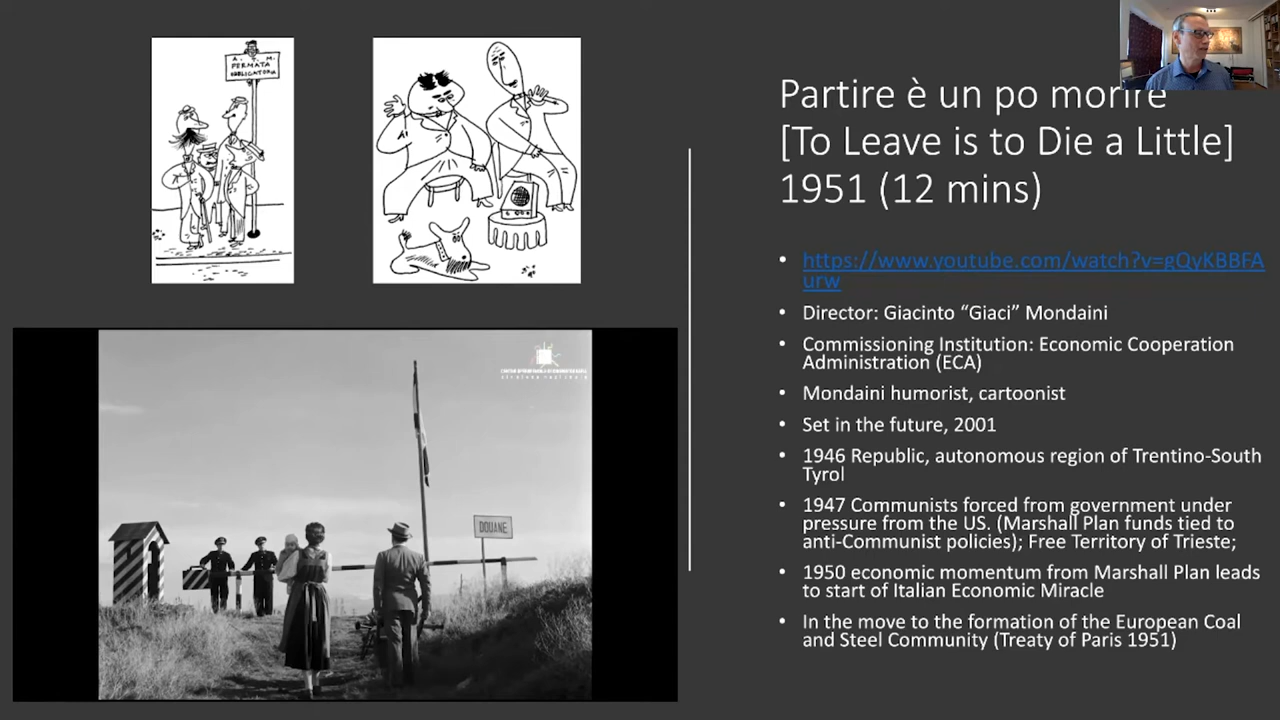 A. T. M.
FERMATA
OBBLIGATORIA
Partire è un po morire
[To Leave is to Die a Little]
1951 (12 mins)
• https://www.youtube.com/watch?v=gQyKBBFA
urw
• Director: Giacinto “Giaci” Mondaini
• Commissioning Institution: Economic Cooperation
Administration (ECA)
• Mondaini humorist, cartoonist
• Set in the future, 2001
• 1946 Republic, autonomous region of Trentino-South
Tyrol
• 1947 Communists forced from government under
pressure from the US. (Marshall Plan funds tied to
anti-Communist policies); Free Territory of Trieste;
• 1950 economic momentum from Marshall Plan leads
to start of Italian Economic Miracle
• In the move to the formation of the European Coal
and Steel Community (Treaty of Paris 1951)
DOUANE